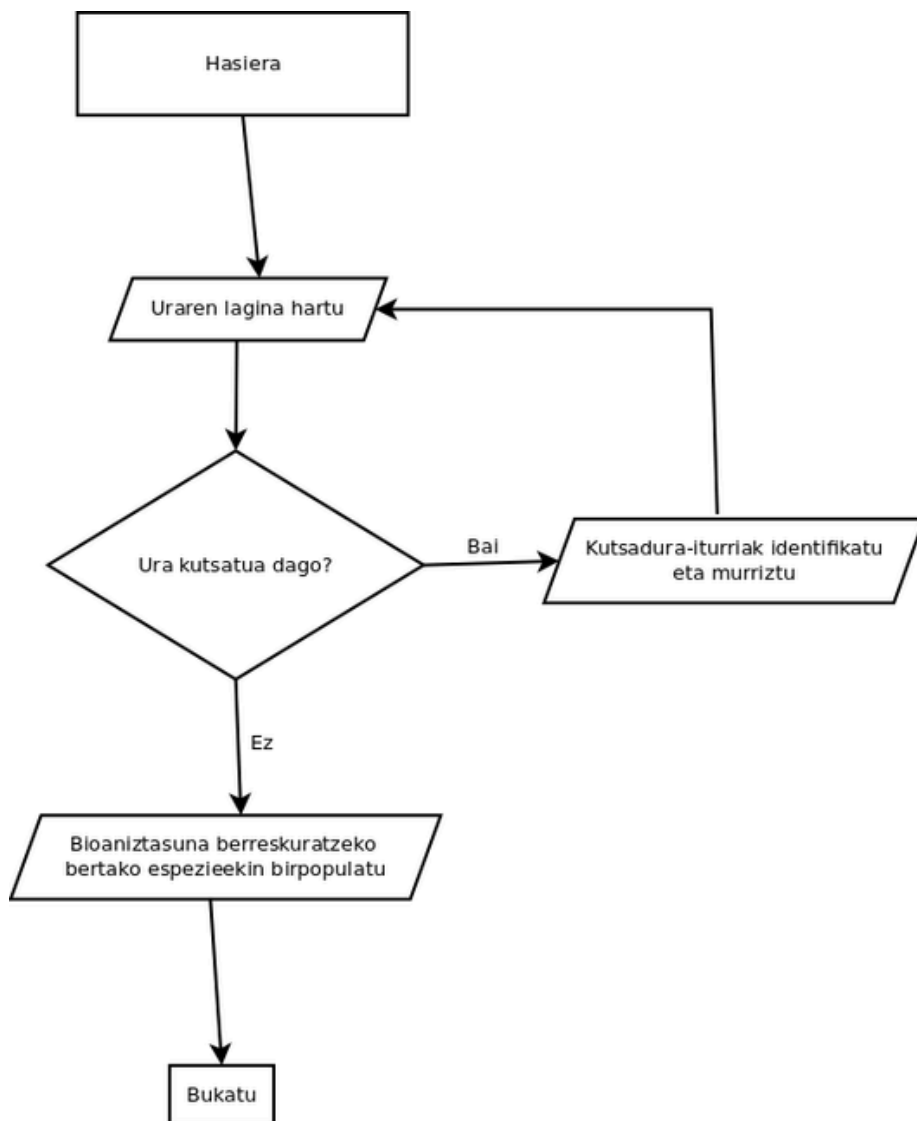 Hasiera
Uraren lagina hartu
Ura kutsatua dago?
Bai
Kutsadura-iturriak identifikatu
eta murriztu
Ez
Bioaniztasuna berreskuratzeko
bertako espezieekin birpopulatu
Bukatu